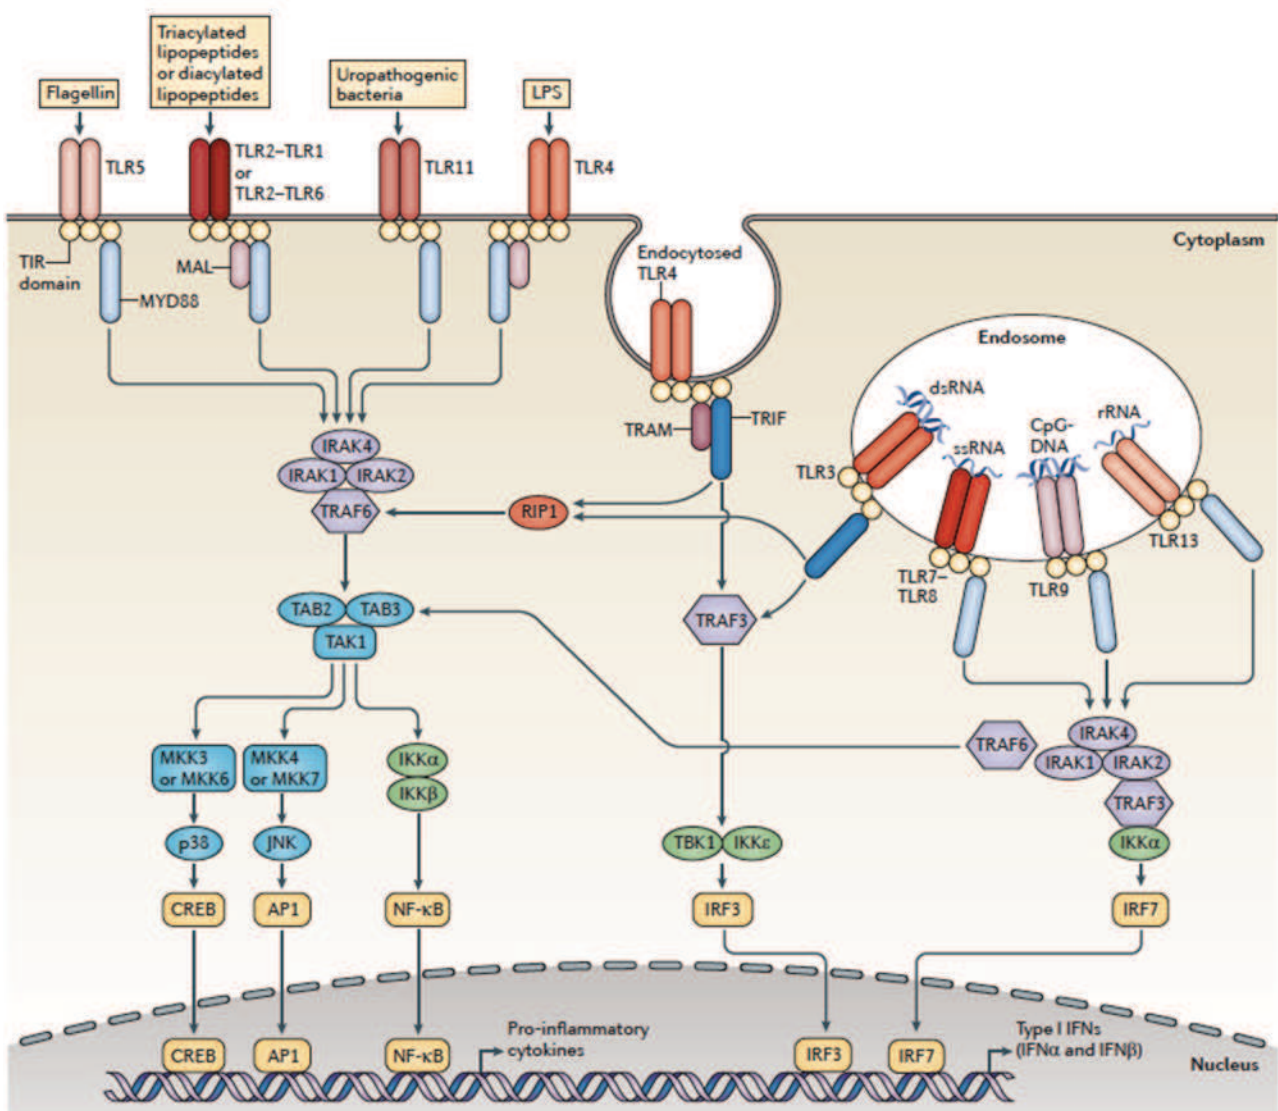 Flagellin
Triacylated
lipopeptides
or diacylated
lipopeptides
Uropathogenic
bacteria
LPS
TLR5
TLR2–TLR1
or
TLR2–TLR6
TLR11
TLR4
Cytoplasm
TIR
domain
MAL
MYD88
Endocytosed
TLR4
Endosome
dsRNA
ssRNA
CpG-
DNA
rRNA
TRAM
TRIF
TLR3
TLR7–
TLR8
TLR9
TLR13
IRAK4
IRAK1
IRAK2
TRAF6
RIP1
TAB2
TAB3
TAK1
TRAF3
MKK3
or MKK6
MKK4
or MKK7
IKKα
IKKβ
TRAF6
IRAK4
IRAK1
IRAK2
TRAF3
IKKα
p38
JNK
TBK1
IKKε
CREB
AP1
NF-κB
IRF3
IRF7
Pro-inflammatory
cytokines
Type I IFNs
(IFNα and IFNβ)
CREB
AP1
NF-κB
IRF3
IRF7
Nucleus